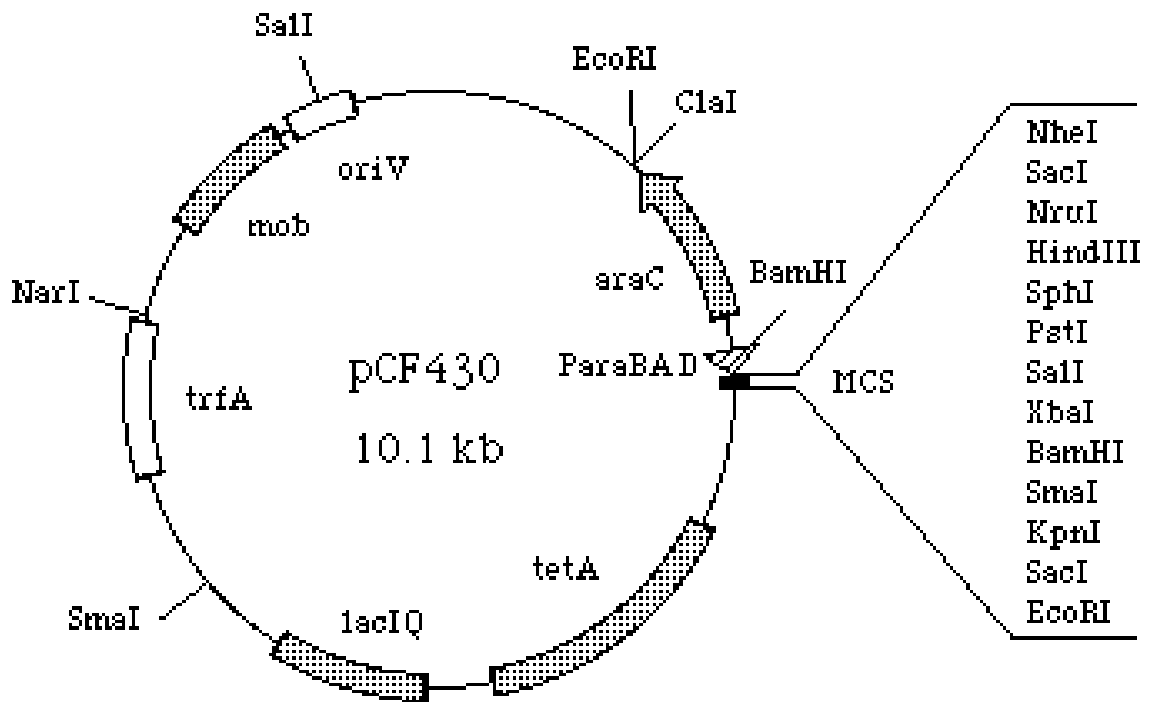 SalI
EcoRI
ClaI
oriV
mob
NarI
araC
BamHI
ParaBAD
pCF430
10.1 kb
trfA
MCS
tetA
lacIQ
SmaI
NheI
SacI
NruI
HindIII
SphI
PstI
SalI
XbaI
BamHI
SmaI
KpnI
SacI
EcoRI